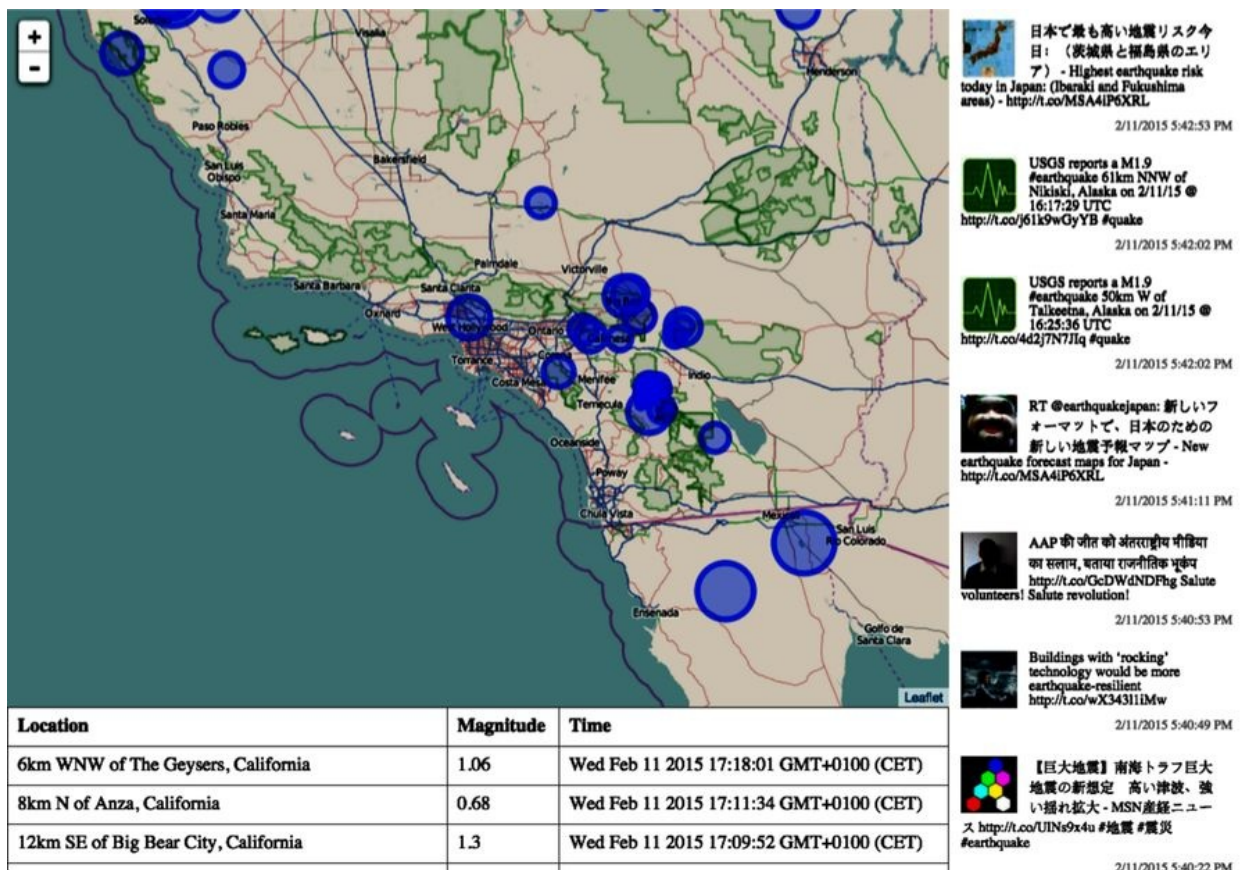 +
-
Visalia
Henderson
Paso Robles
San Luis
Obispo
Bakersfield
Santa Maria
Palmdale
Victorville
Santa Barbara
Santa Clarita
Oxnard
West Hollywood
Ontario
Torrance
Corona
Costa Mesa
Menifee
Indio
Temecula
Oceanside
Poway
Chula Vista
San Luis
Rio Colorado
Ensenada
Golfo de
Santa Clara
Leaflet
Location Magnitude Time
6km WNW of The Geysers, California 1.06 Wed Feb 11 2015 17:18:01 GMT+0100 (CET)
8km N of Anza, California 0.68 Wed Feb 11 2015 17:11:34 GMT+0100 (CET)
12km SE of Big Bear City, California 1.3 Wed Feb 11 2015 17:09:52 GMT+0100 (CET)
日本で最も高い地震リスク今
日: （茨城県と福島県のエリ
ア） - Highest earthquake risk
today in Japan: (Ibaraki and Fukushima
areas) - http://t.co/MSA4iP6XRL
2/11/2015 5:42:53 PM
USGS reports a M1.9
#earthquake 61km NNW of
Nikiski, Alaska on 2/11/15 @
16:17:29 UTC
http://t.co/j61k9wGyYB #quake
2/11/2015 5:42:02 PM
USGS reports a M1.9
#earthquake 50km W of
Talkeetna, Alaska on 2/11/15 @
16:25:36 UTC
http://t.co/4d2j7N7JIq #quake
2/11/2015 5:42:02 PM
RT @earthquakejapan: 新しいフ
ォーマットで、日本のための
新しい地震予報マップ - New
earthquake forecast maps for Japan -
http://t.co/MSA4iP6XRL
2/11/2015 5:41:11 PM
AAP की जीत को अंतरराष्ट्रीय मीडिया
का सलाम, बताया राजनीतिक भूकंप
http://t.co/GcDWdNDFhg Salute
volunteers! Salute revolution!
2/11/2015 5:40:53 PM
Buildings with ‘rocking’
technology would be more
earthquake-resilient
http://t.co/wX343l1iMw
2/11/2015 5:40:49 PM
【巨大地震】南海トラフ巨大
地震の新想定 高い津波、強
い揺れ拡大 - MSN産経ニュー
ス http://t.co/UlNs9x4u #地震 #震災
#earthquake
2/11/2015 5:40:22 PM